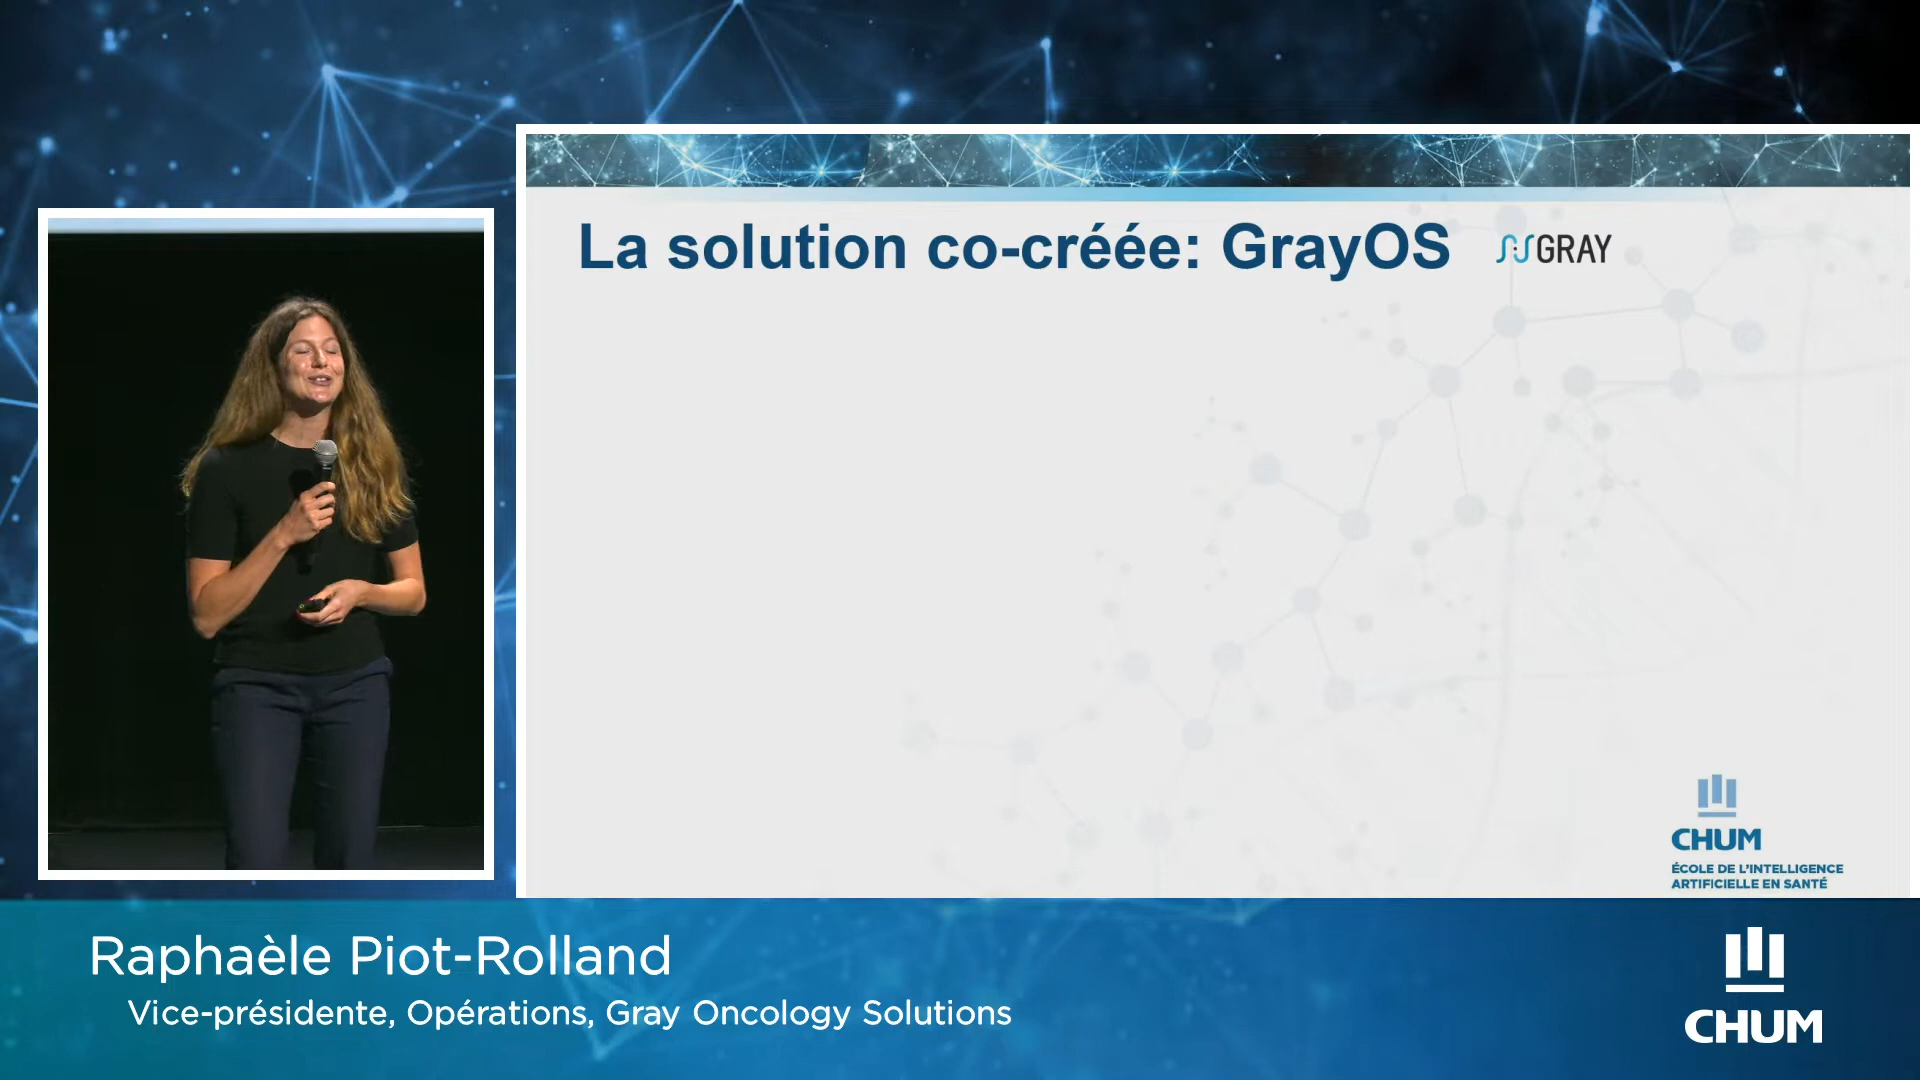 La solution co-créée: GrayOS
GRAY
CHUM
ÉCOLE DE L'INTELLIGENCE
ARTIFICIELLE EN SANTÉ
Raphaèle Piot-Rolland
Vice-présidente, Opérations, Gray Oncology Solutions
CHUM